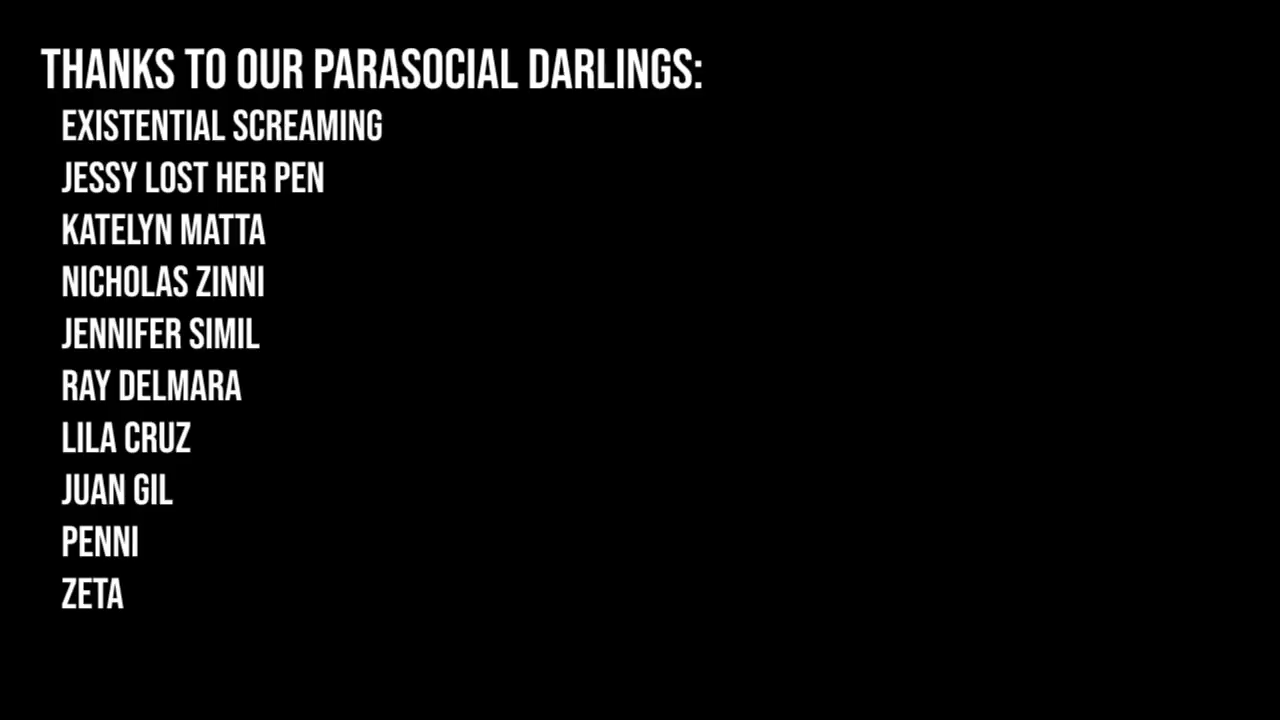 THANKS TO OUR PARASOCIAL DARLINGS:
EXISTENTIAL SCREAMING
JESSY LOST HER PEN
KATELYN MATTA
NICHOLAS ZINNI
JENNIFER SIMIL
RAY DELMARA
LILA CRUZ
JUAN GIL
PENNI
ZETA